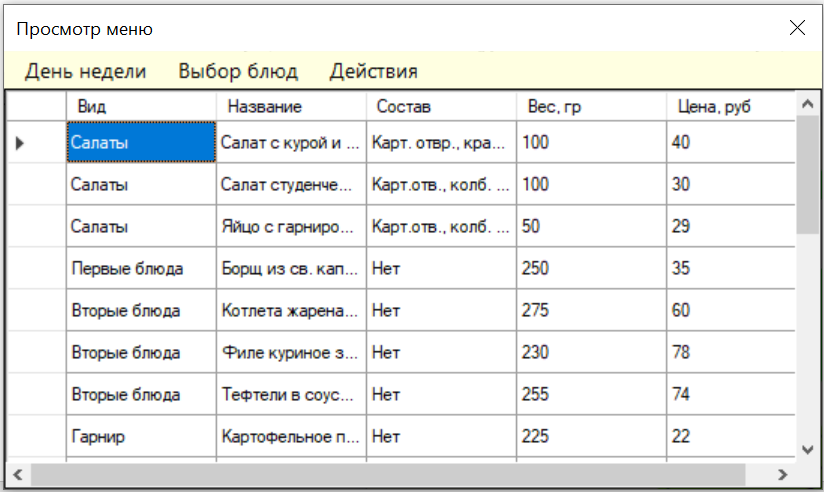 Просмотр меню
День недели Выбор блюд Действия
Вид Название Состав Вес, гр Цена, руб
Салаты Салат с курой и ... Карт. отвр., кра... 100 40
Салаты Салат студенче... Карт.отв., колб. ... 100 30
Салаты Яйцо с гарниро... Карт.отв., колб. ... 50 29
Первые блюда Борщ из св. кап... Нет 250 35
Вторые блюда Котлета жарена... Нет 275 60
Вторые блюда Филе куриное з... Нет 230 78
Вторые блюда Тефтели в соус... Нет 255 74
Гарнир Картофельное п... Нет 225 22